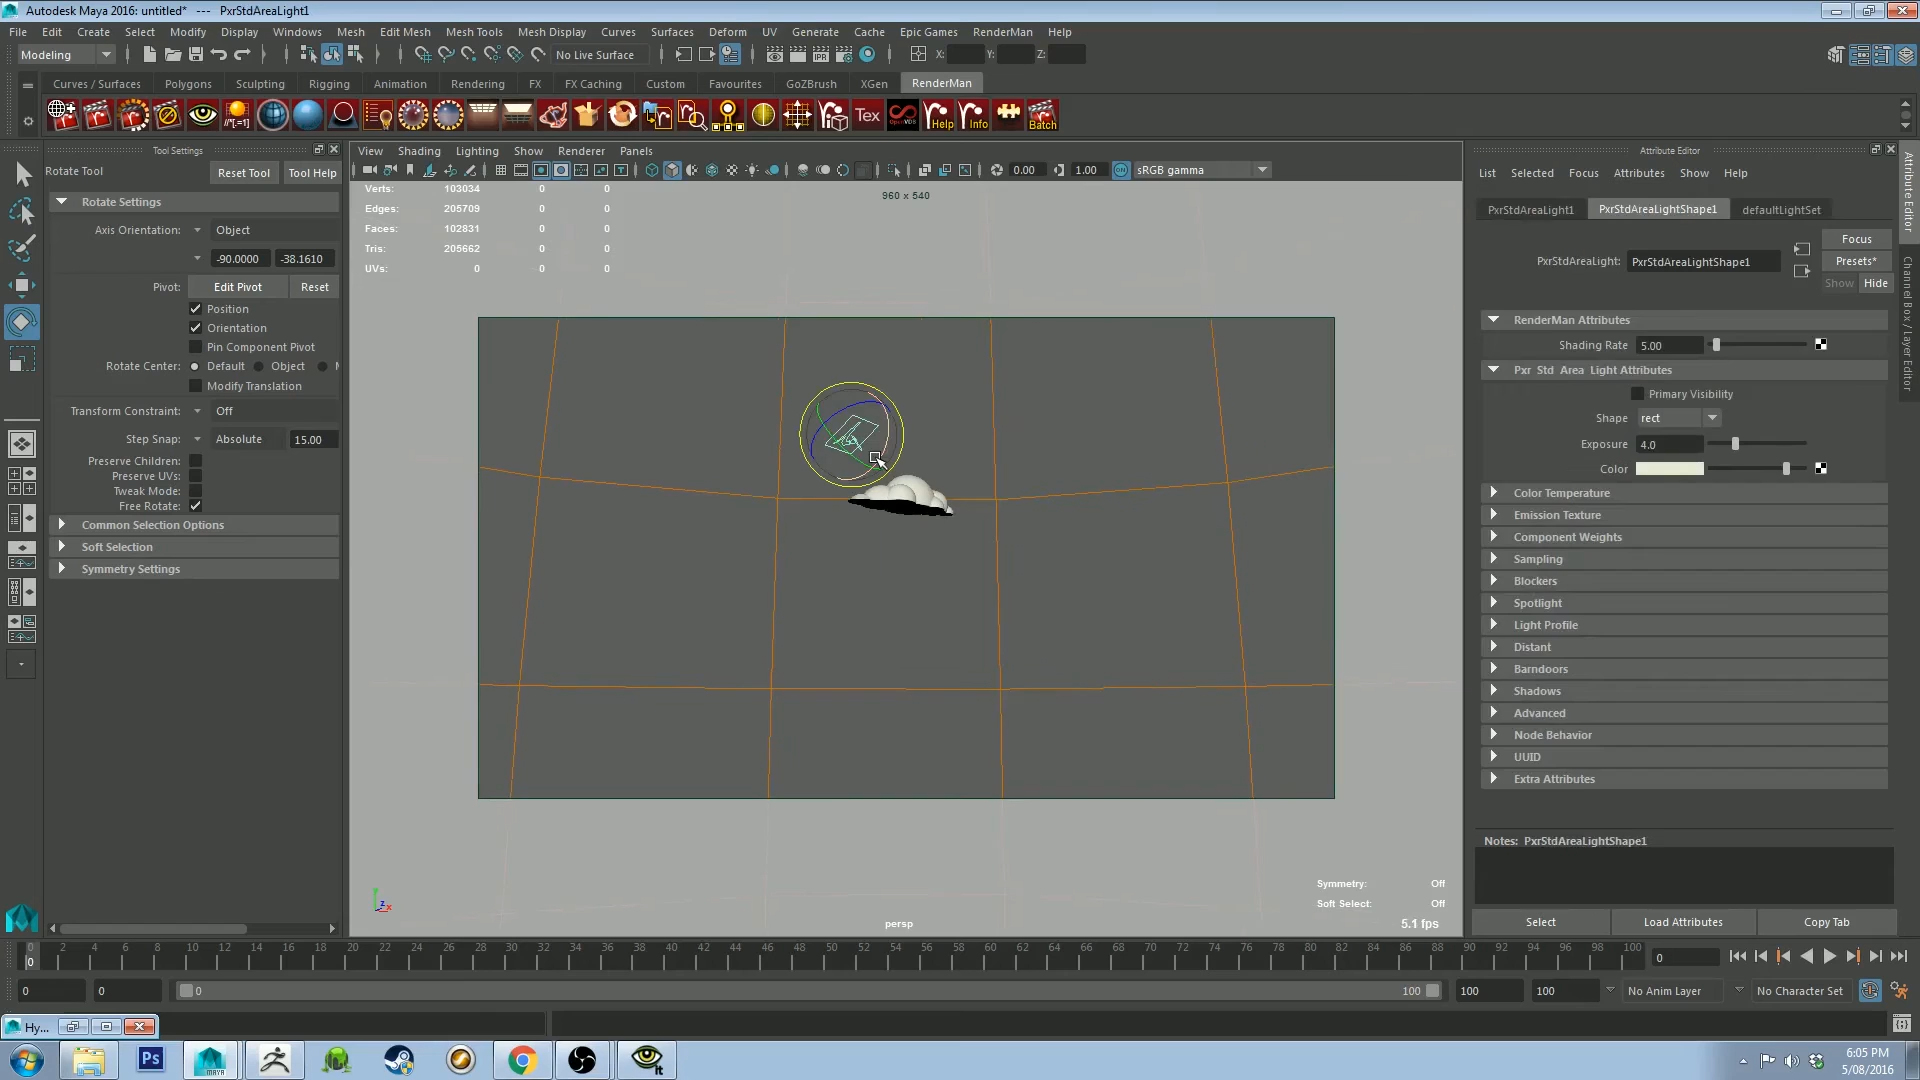 Autodesk Maya 2016: untitled* --- PxrStdAreaLight1
File Edit Create Select Modify Display Windows Mesh Edit Mesh Mesh Tools Mesh Display Curves Surfaces Deform UV Generate Cache Epic Games RenderMan Help
Modeling No Live Surface X: Y: Z:
Curves / Surfaces Polygons Sculpting Rigging Animation Rendering FX FX Caching Custom Favourites GoZBrush XGen RenderMan
Tex Help Info Batch
Tool Settings
Rotate Tool Reset Tool Tool Help
Rotate Settings
Axis Orientation: Object
-90.0000 -38.1610
Pivot: Edit Pivot Reset
Position
Orientation
Pin Component Pivot
Rotate Center: Default Object
Modify Translation
Transform Constraint: Off
Step Snap: Absolute 15.00
Preserve Children:
Preserve UVs:
Tweak Mode:
Free Rotate:
Common Selection Options
Soft Selection
Symmetry Settings
View Shading Lighting Show Renderer Panels
0.00 1.00 sRGB gamma
Verts: 103034 0 0
Edges: 205709 0 0
Faces: 102831 0 0
Tris: 205662 0 0
UVs: 0 0 0
960 x 540
Symmetry: Off
Soft Select: Off
persp
5.1 fps
Attribute Editor
List Selected Focus Attributes Show Help
PxrStdAreaLight1 PxrStdAreaLightShape1 defaultLightSet
PxrStdAreaLight: PxrStdAreaLightShape1
Focus
Presets*
Show Hide
RenderMan Attributes
Shading Rate 5.00
Pxr Std Area Light Attributes
Primary Visibility
Shape rect
Exposure 4.0
Color
Color Temperature
Emission Texture
Component Weights
Sampling
Blockers
Spotlight
Light Profile
Distant
Barndoors
Shadows
Advanced
Node Behavior
UUID
Extra Attributes
Notes: PxrStdAreaLightShape1
Select Load Attributes Copy Tab
Attribute Editor
Channel Box / Layer Editor
0 2 4 6 8 10 12 14 16 18 20 22 24 26 28 30 32 34 36 38 40 42 44 46 48 50 52 54 56 58 60 62 64 66 68 70 72 74 76 78 80 82 84 86 88 90 92 94 96 98 100
0 0
0 0 0 100 100 100 No Anim Layer No Character Set
Hy...
Ps MAYA
6:05 PM
5/08/2016